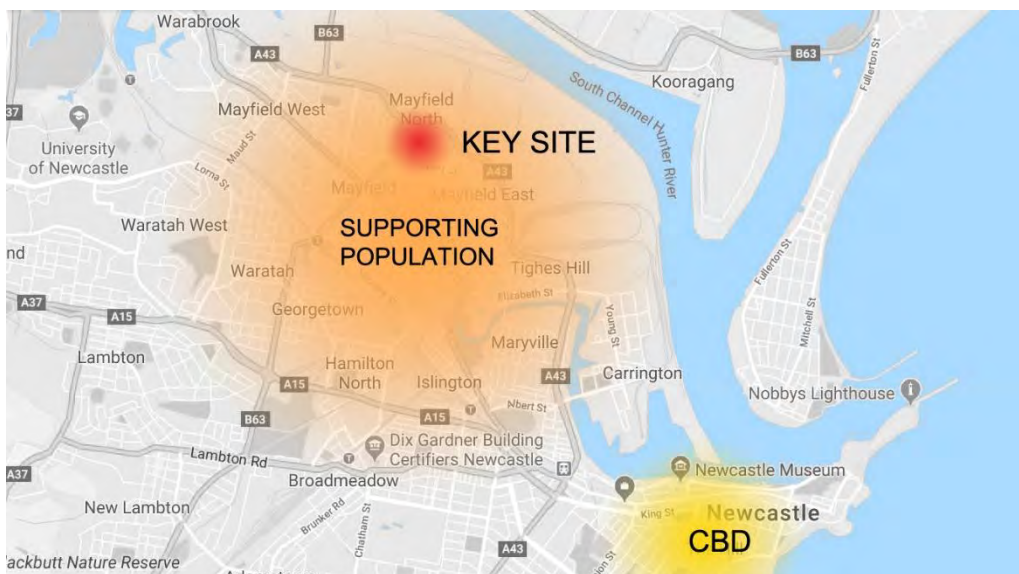 Warabrook
B63
A43
Kooragang
B63
Fullerton St
Mayfield West
Mayfield
North
South Channel Hunter River
37
University
of Newcastle
Maud St
KEY SITE
Lorna St
A43
Mayfield
Mayfield East
Waratah West
SUPPORTING
POPULATION
nd
Waratah
Tighes Hill
Fullerton St
Elizabeth St
A37
A15
Georgetown
Young St
Mitchell St
Maryville
Lambton
Hamilton
North
Islington
A43
Carrington
A15
Nobbys Lighthouse
B63
A15
Albert St
Dix Gardner Building
Certifiers Newcastle
Lambton Rd
Broadmeadow
Newcastle Museum
New Lambton
Brunker Rd
Chatham St
King St
Newcastle
A43
CBD
ackbutt Nature Reserve